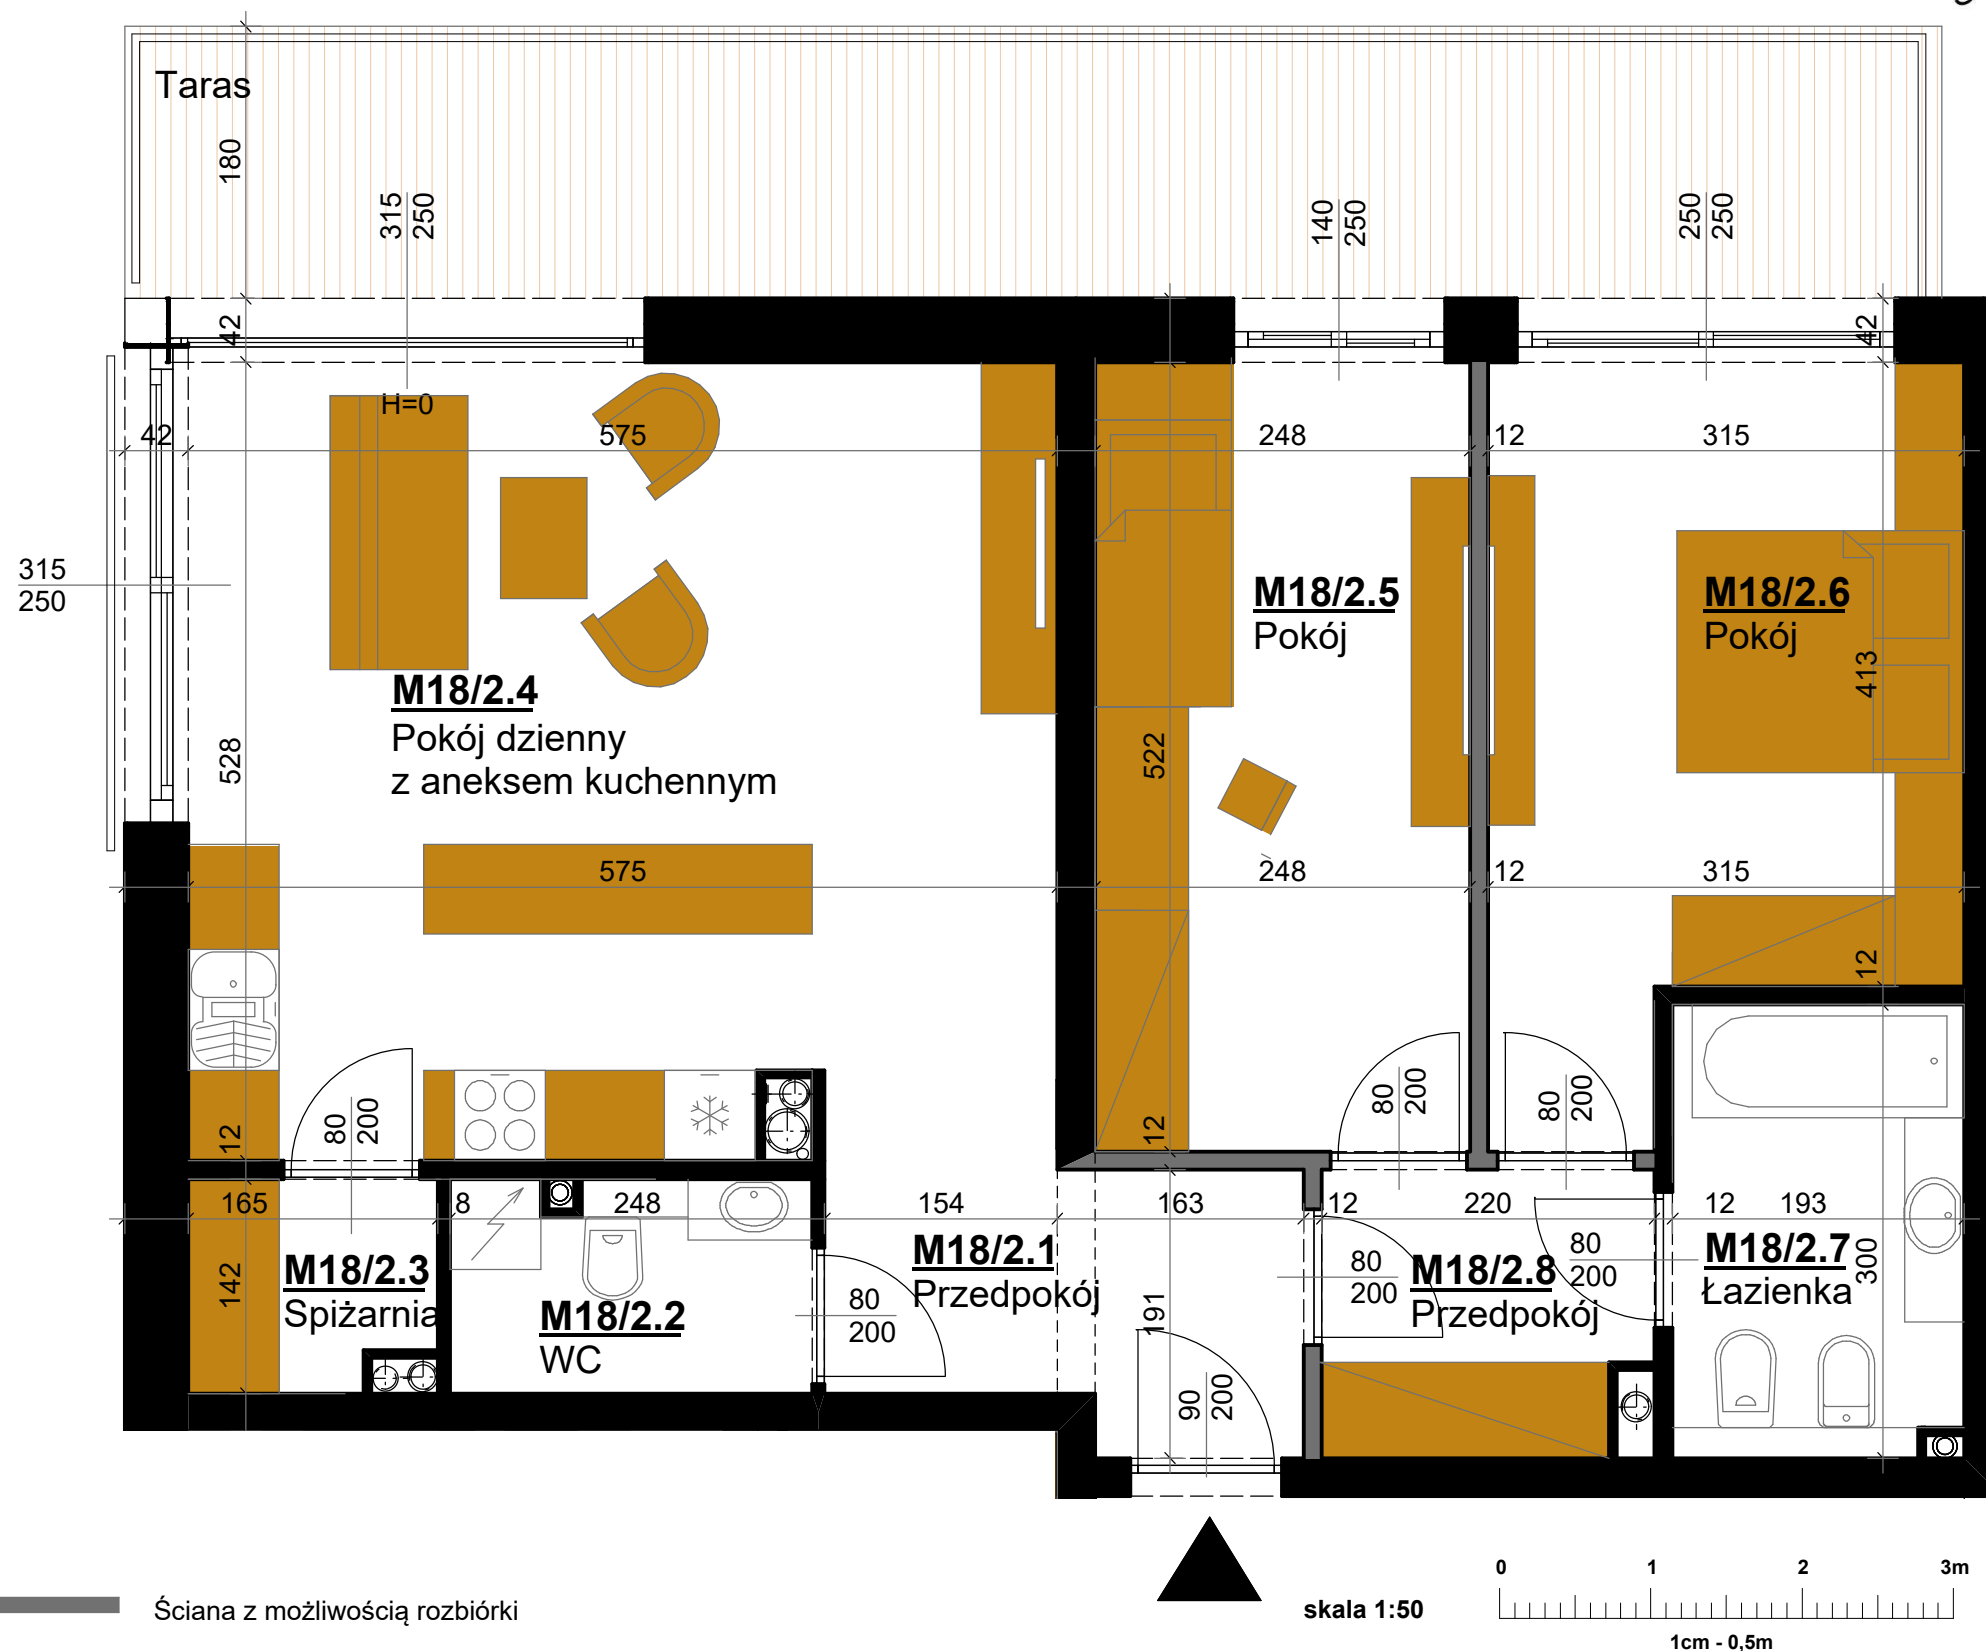 Taras
180
315
250
140
250
250
250
42
42
H=0
42
575
248
12
315
315
250
M18/2.5
Pokój
M18/2.6
Pokój
413
M18/2.4
Pokój dzienny
z aneksem kuchennym
528
522
575
248
12
315
12
80
200
80
200
80
200
12
12
165
8
248
154
163
12
220
12
193
M18/2.3
Spiżarnia
142
M18/2.2
WC
80
200
M18/2.1
Przedpokój
191
90
200
80
200
M18/2.8
Przedpokój
80
200
M18/2.7
Łazienka
300
Ściana z możliwością rozbiórki
skala 1:50
0 1 2 3m
1cm - 0,5m